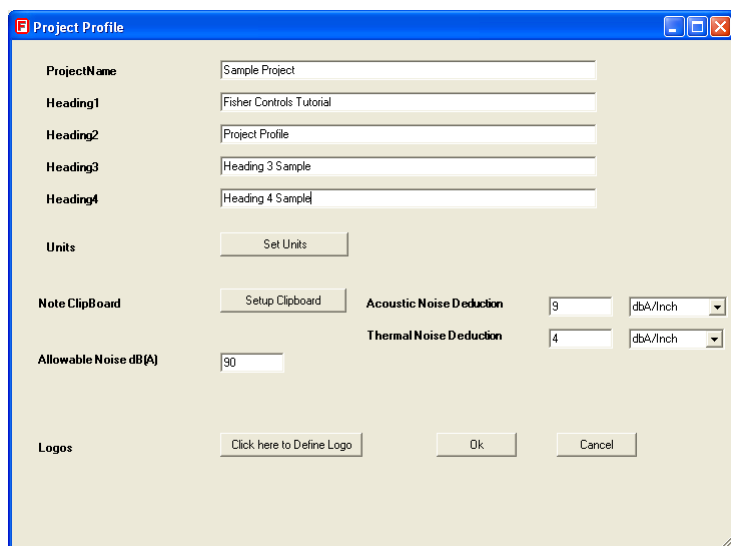 Project Profile
ProjectName Sample Project
Heading1 Fisher Controls Tutorial
Heading2 Project Profile
Heading3 Heading 3 Sample
Heading4 Heading 4 Sample
Units Set Units
Note ClipBoard Setup Clipboard Acoustic Noise Deduction 9 dbA/Inch
Thermal Noise Deduction 4 dbA/Inch
Allowable Noise dB(A) 90
Logos Click here to Define Logo Ok Cancel